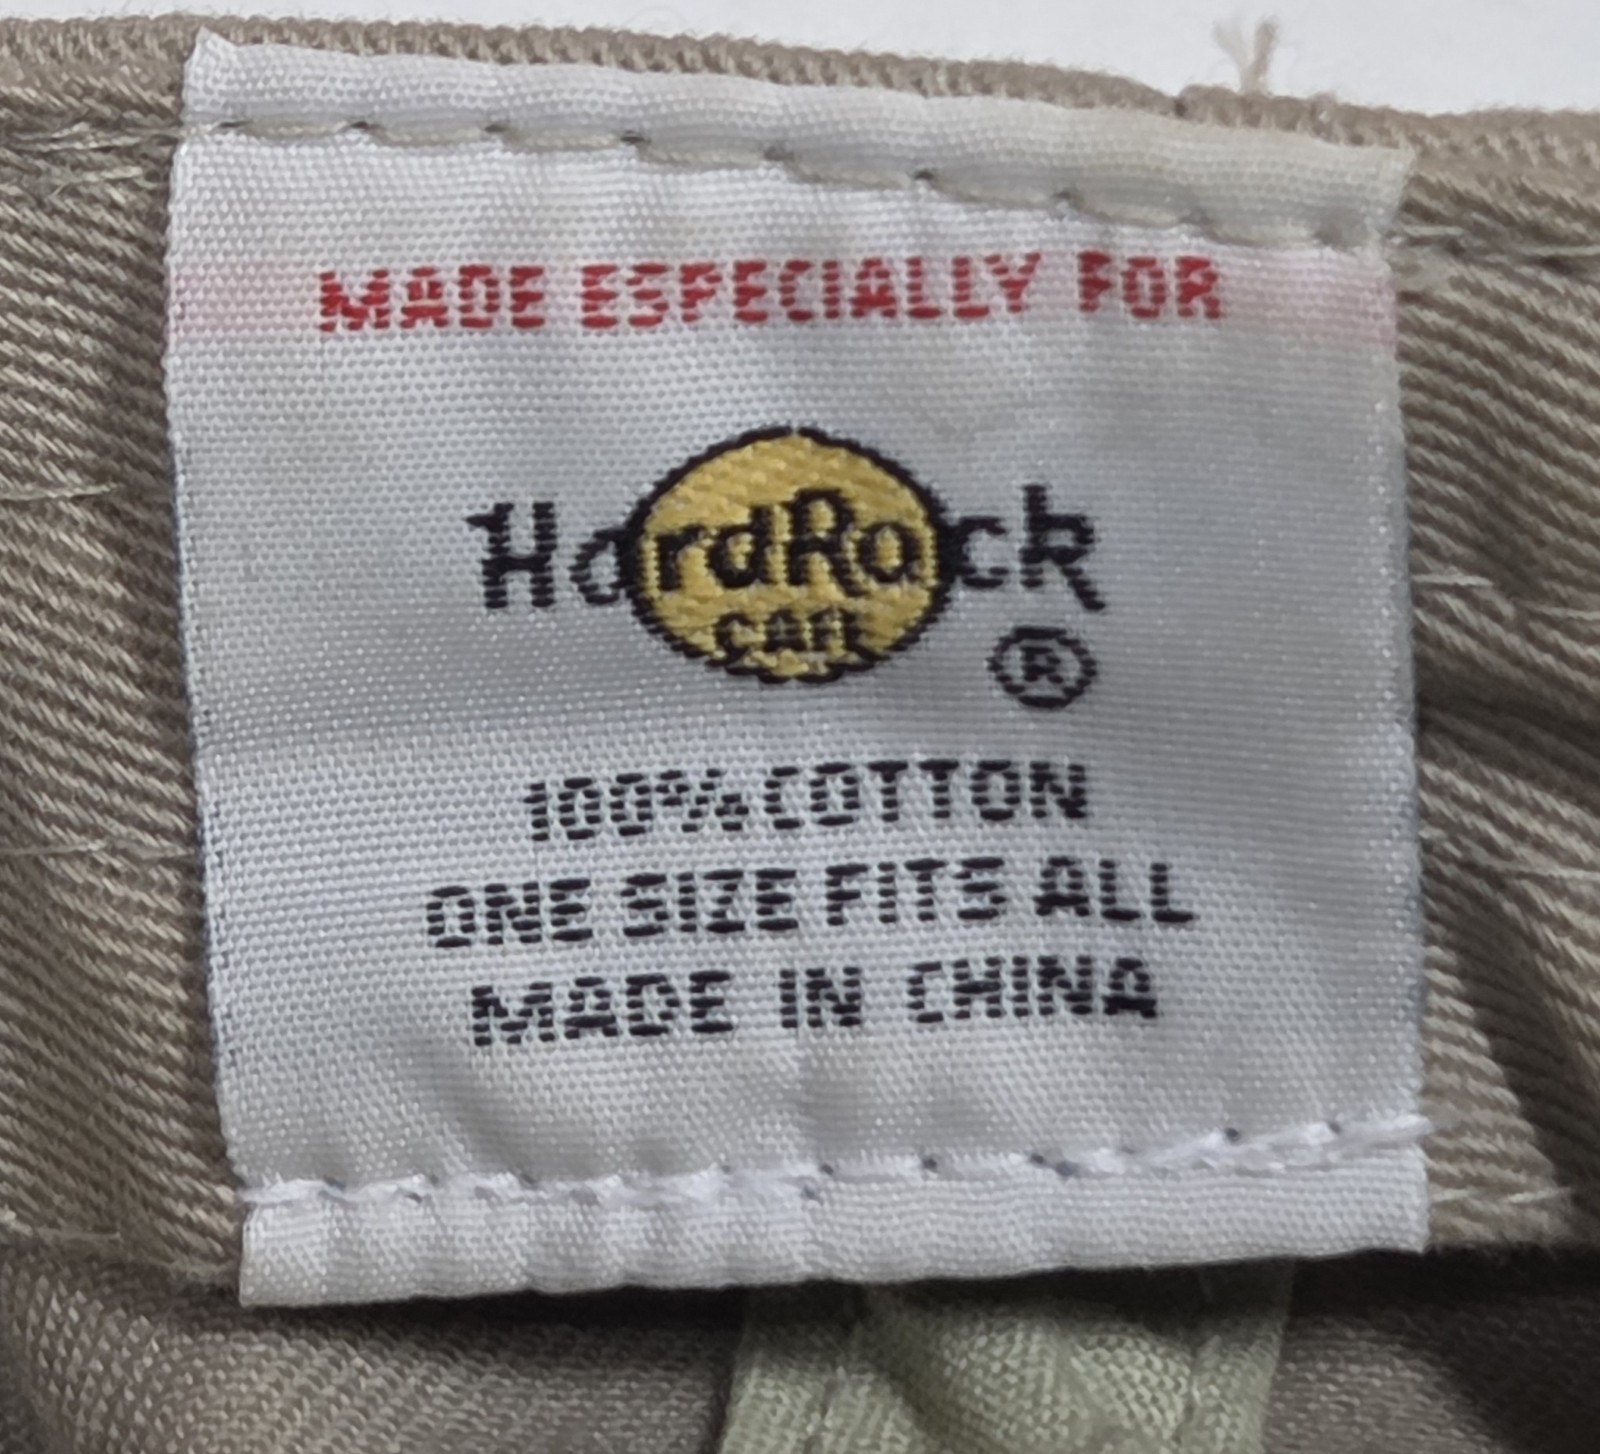 MADE ESPECIALLY FOR
HardRock
CAFE
®
100% COTTON
ONE SIZE FITS ALL
MADE IN CHINA